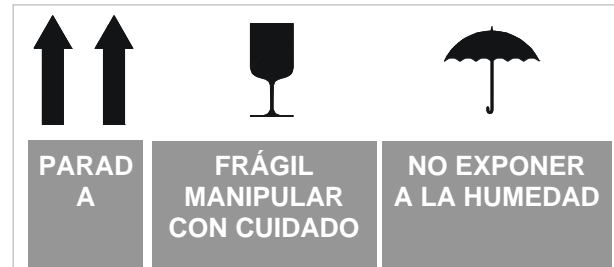 PARAD
A
FRÁGIL
MANIPULAR
CON CUIDADO
NO EXPONER
A LA HUMEDAD